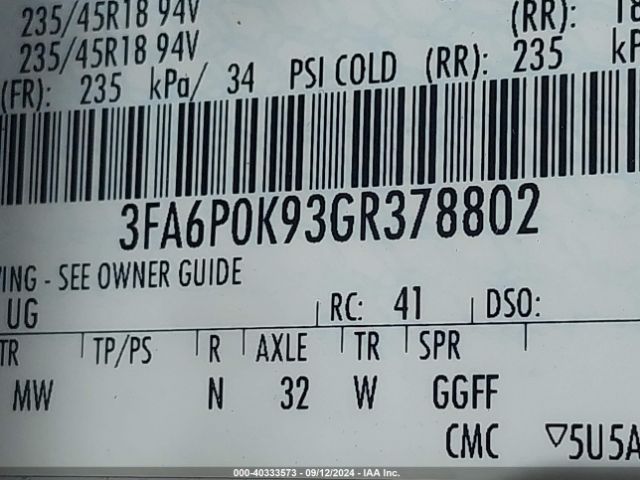 235/45R18 94V
(RR):
235/45R18 94V
(FR): 235 kPa/ 34 PSI COLD (RR): 235
3FA6P0K93GR378802
- SEE OWNER GUIDE
UG RC: 41 DSO:
TR TP/PS R AXLE TR SPR
MW N 32 W GGFF
CMC ▽5U5A
000-40333573 - 09/12/2024 - IAA Inc.